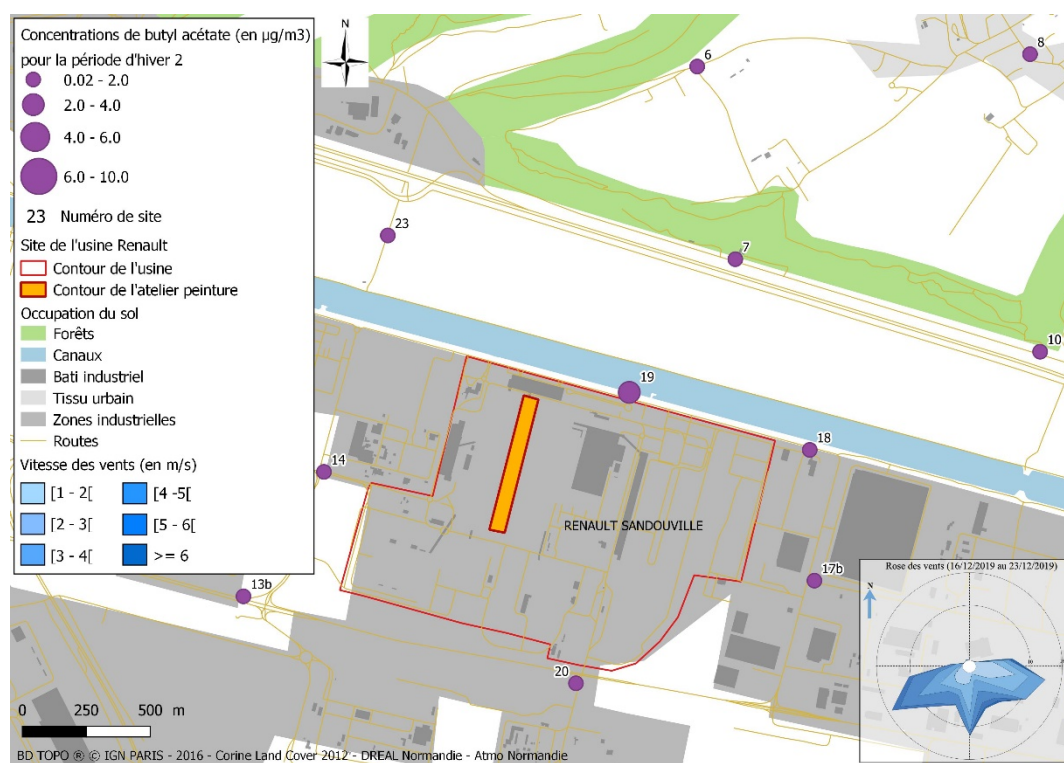 Concentrations de butyl acétate (en µg/m3)
pour la période d'hiver 2
0.02 - 2.0
2.0 - 4.0
4.0 - 6.0
6.0 - 10.0
23 Numéro de site
Site de l'usine Renault
Contour de l'usine
Contour de l'atelier peinture
Occupation du sol
Forêts
Canaux
Bati industriel
Tissu urbain
Zones industrielles
Routes
Vitesse des vents (en m/s)
[1 - 2[ [4 -5[
[2 - 3[ [5 - 6[
[3 - 4[ >= 6
N
6
8
23
7
10
19
18
14
RENAULT SANDOUVILLE
17b
13b
20
Rose des vents (16/12/2019 au 23/12/2019)
N
8
0 250 500 m
BD TOPO ® © IGN PARIS - 2016 - Corine Land Cover 2012 - DREAL Normandie - Atmo Normandie